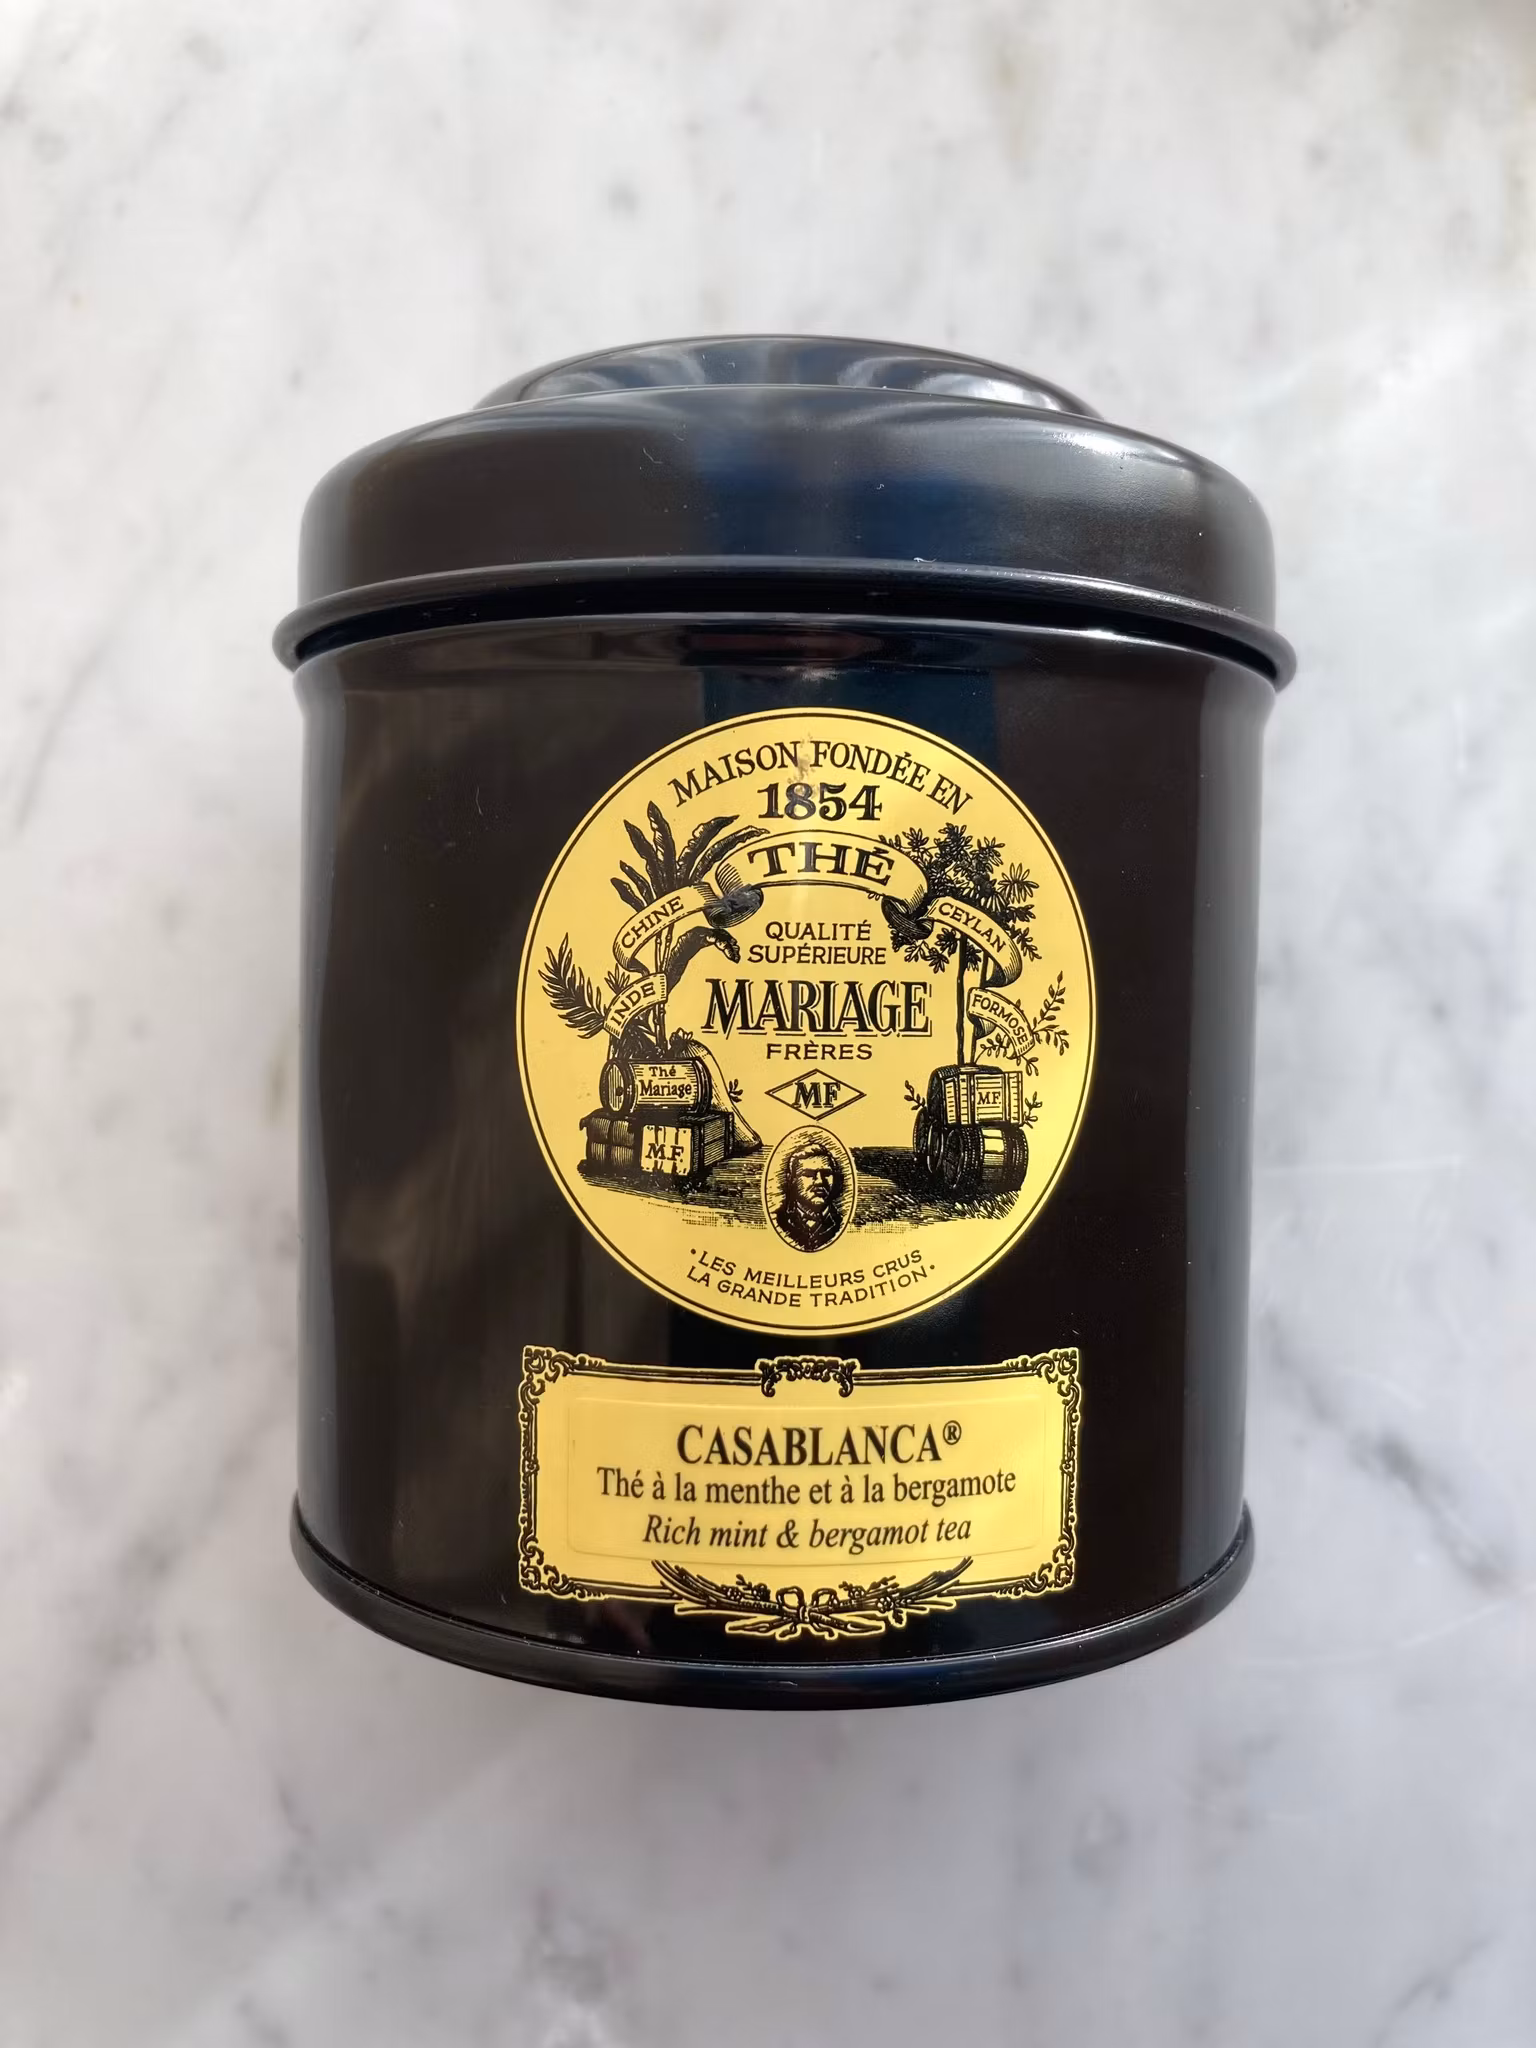 MAISON FONDÉE EN
1854
THÉ
CHINE
CEYLAN
INDE
FORMOSE
QUALITÉ
SUPÉRIEURE
MARIAGE
FRÈRES
MF
Thé
Mariage
M.F.
MF.
•LES MEILLEURS CRUS
LA GRANDE TRADITION•
CASABLANCA®
Thé à la menthe et à la bergamote
Rich mint & bergamot tea